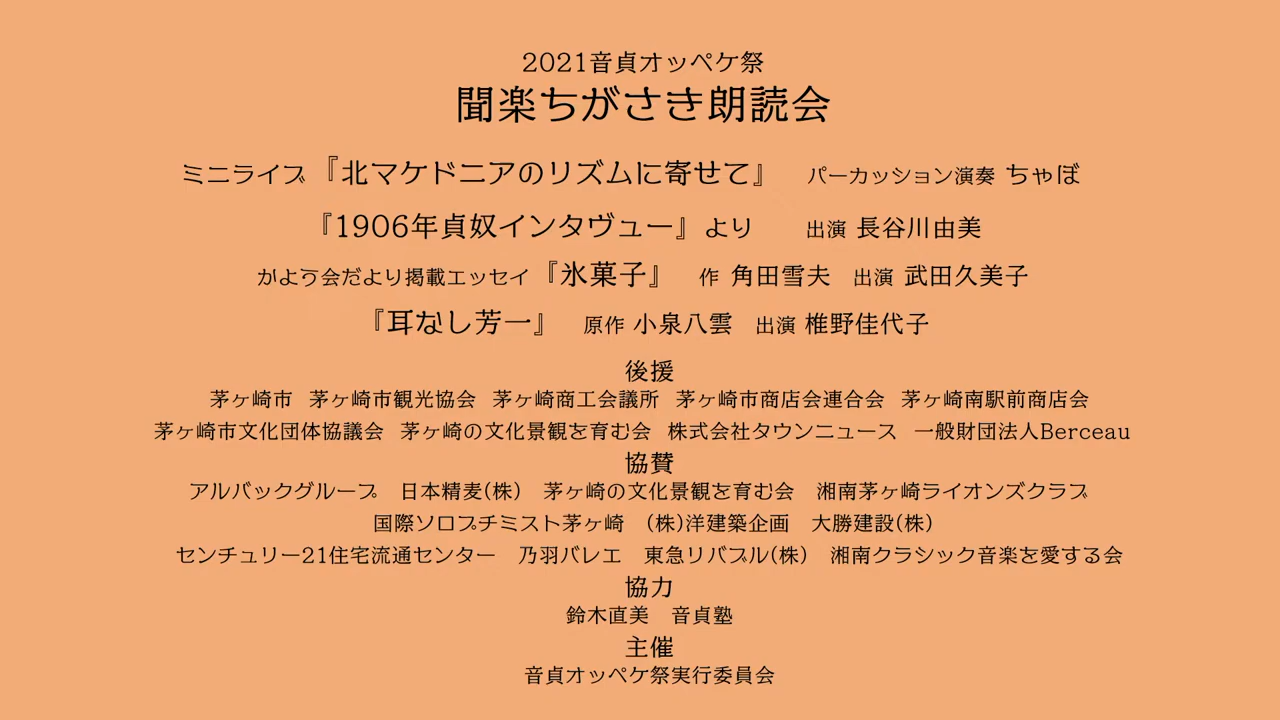 2021音貞オッペケ祭
聞楽ちがさき朗読会
ミニライブ『北マケドニアのリズムに寄せて』　パーカッション演奏 ちゃぼ
『1906年貞奴インタヴュー』より　　出演 長谷川由美
がよう会だより掲載エッセイ『氷菓子』　作 角田雪夫　出演 武田久美子
『耳なし芳一』　原作 小泉八雲　出演 椎野佳代子
後援
茅ヶ崎市　茅ヶ崎市観光協会　茅ヶ崎商工会議所　茅ヶ崎市商店会連合会　茅ヶ崎南駅前商店会
茅ヶ崎市文化団体協議会　茅ヶ崎の文化景観を育む会　株式会社タウンニュース　一般財団法人Berceau
協賛
アルバックグループ　日本精麦(株)　茅ヶ崎の文化景観を育む会　湘南茅ヶ崎ライオンズクラブ
国際ソロプチミスト茅ヶ崎　(株)洋建築企画　大勝建設(株)
センチュリー21住宅流通センター　乃羽バレエ　東急リバブル(株)　湘南クラシック音楽を愛する会
協力
鈴木直美　音貞塾
主催
音貞オッペケ祭実行委員会